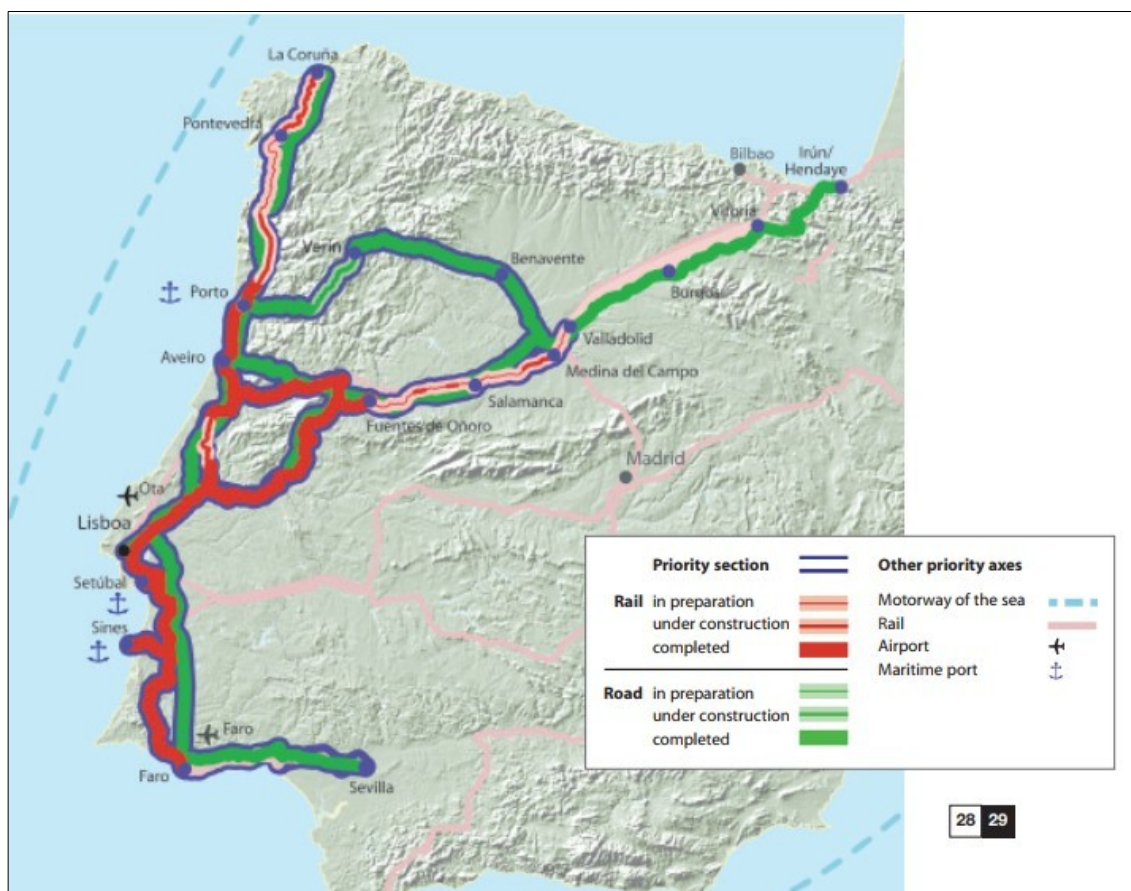 La Coruña
Pontevedra
Bilbao
Irún/
Hendaye
Vitoria
Verin
Benavente
Burgos
Porto
Valladolid
Aveiro
Medina del Campo
Salamanca
Fuentes de Oñoro
Madrid
Ota
Lisboa
Setúbal
Sines
Faro
Faro
Sevilla
Priority section
Other priority axes
Rail in preparation
Motorway of the sea
under construction
Rail
completed
Airport
Maritime port
Road in preparation
under construction
completed
28 29